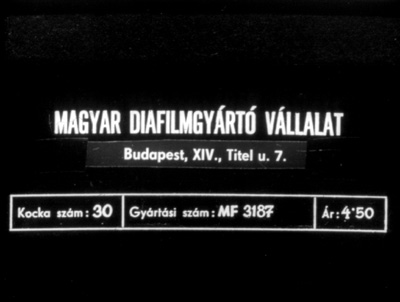 MAGYAR DIAFILMGYÁRTÓ VÁLLALAT
Budapest, XIV., Titel u. 7.
Kocka szám: 30 Gyártási szám: MF 3187 Ár: 4·50